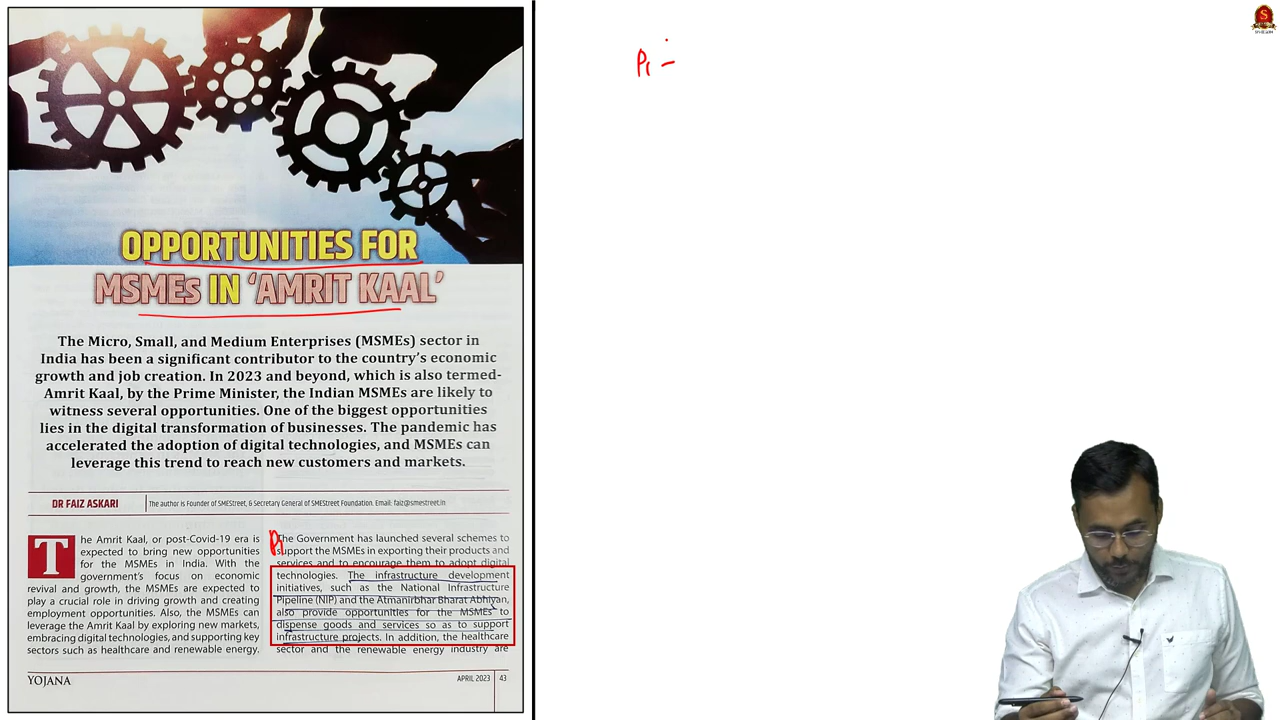 OPPORTUNITIES FOR
MSMEs IN 'AMRIT KAAL'
The Micro, Small, and Medium Enterprises (MSMEs) sector in
India has been a significant contributor to the country's economic
growth and job creation. In 2023 and beyond, which is also termed-
Amrit Kaal, by the Prime Minister, the Indian MSMEs are likely to
witness several opportunities. One of the biggest opportunities
lies in the digital transformation of businesses. The pandemic has
accelerated the adoption of digital technologies, and MSMEs can
leverage this trend to reach new customers and markets.
DR FAIZ ASKARI
The author is Founder of SMEStreet, & Secretary General of SMEStreet Foundation. Email: faiz@smestreet.in
The Amrit Kaal, or post-Covid-19 era is
expected to bring new opportunities
for the MSMEs in India. With the
government's focus on economic
revival and growth, the MSMEs are expected to
play a crucial role in driving growth and creating
employment opportunities. Also, the MSMEs can
leverage the Amrit Kaal by exploring new markets,
embracing digital technologies, and supporting key
sectors such as healthcare and renewable energy.
The Government has launched several schemes to
support the MSMEs in exporting their products and
services and to encourage them to adopt digital
technologies. The infrastructure development
initiatives, such as the National Infrastructure
Pipeline (NIP) and the Atmanirbhar Bharat Abhiyan,
also provide opportunities for the MSMEs to
dispense goods and services so as to support
infrastructure projects. In addition, the healthcare
sector and the renewable energy industry are
YOJANA
APRIL 2023
43
P1 -